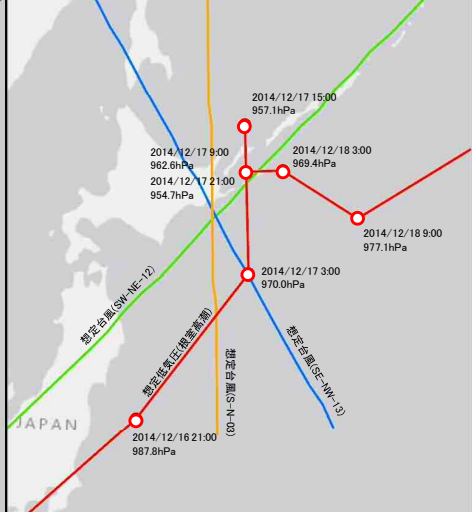 2014/12/17 15:00
957.1hPa
2014/12/17 9:00
962.6hPa
2014/12/17 21:00
954.7hPa
2014/12/18 3:00
969.4hPa
2014/12/18 9:00
977.1hPa
2014/12/17 3:00
970.0hPa
想定台風(SW-NE-12)
想定低気圧(根室高潮)
想定台風(S-N-03)
想定台風(SE-NW-13)
JAPAN
2014/12/16 21:00
987.8hPa